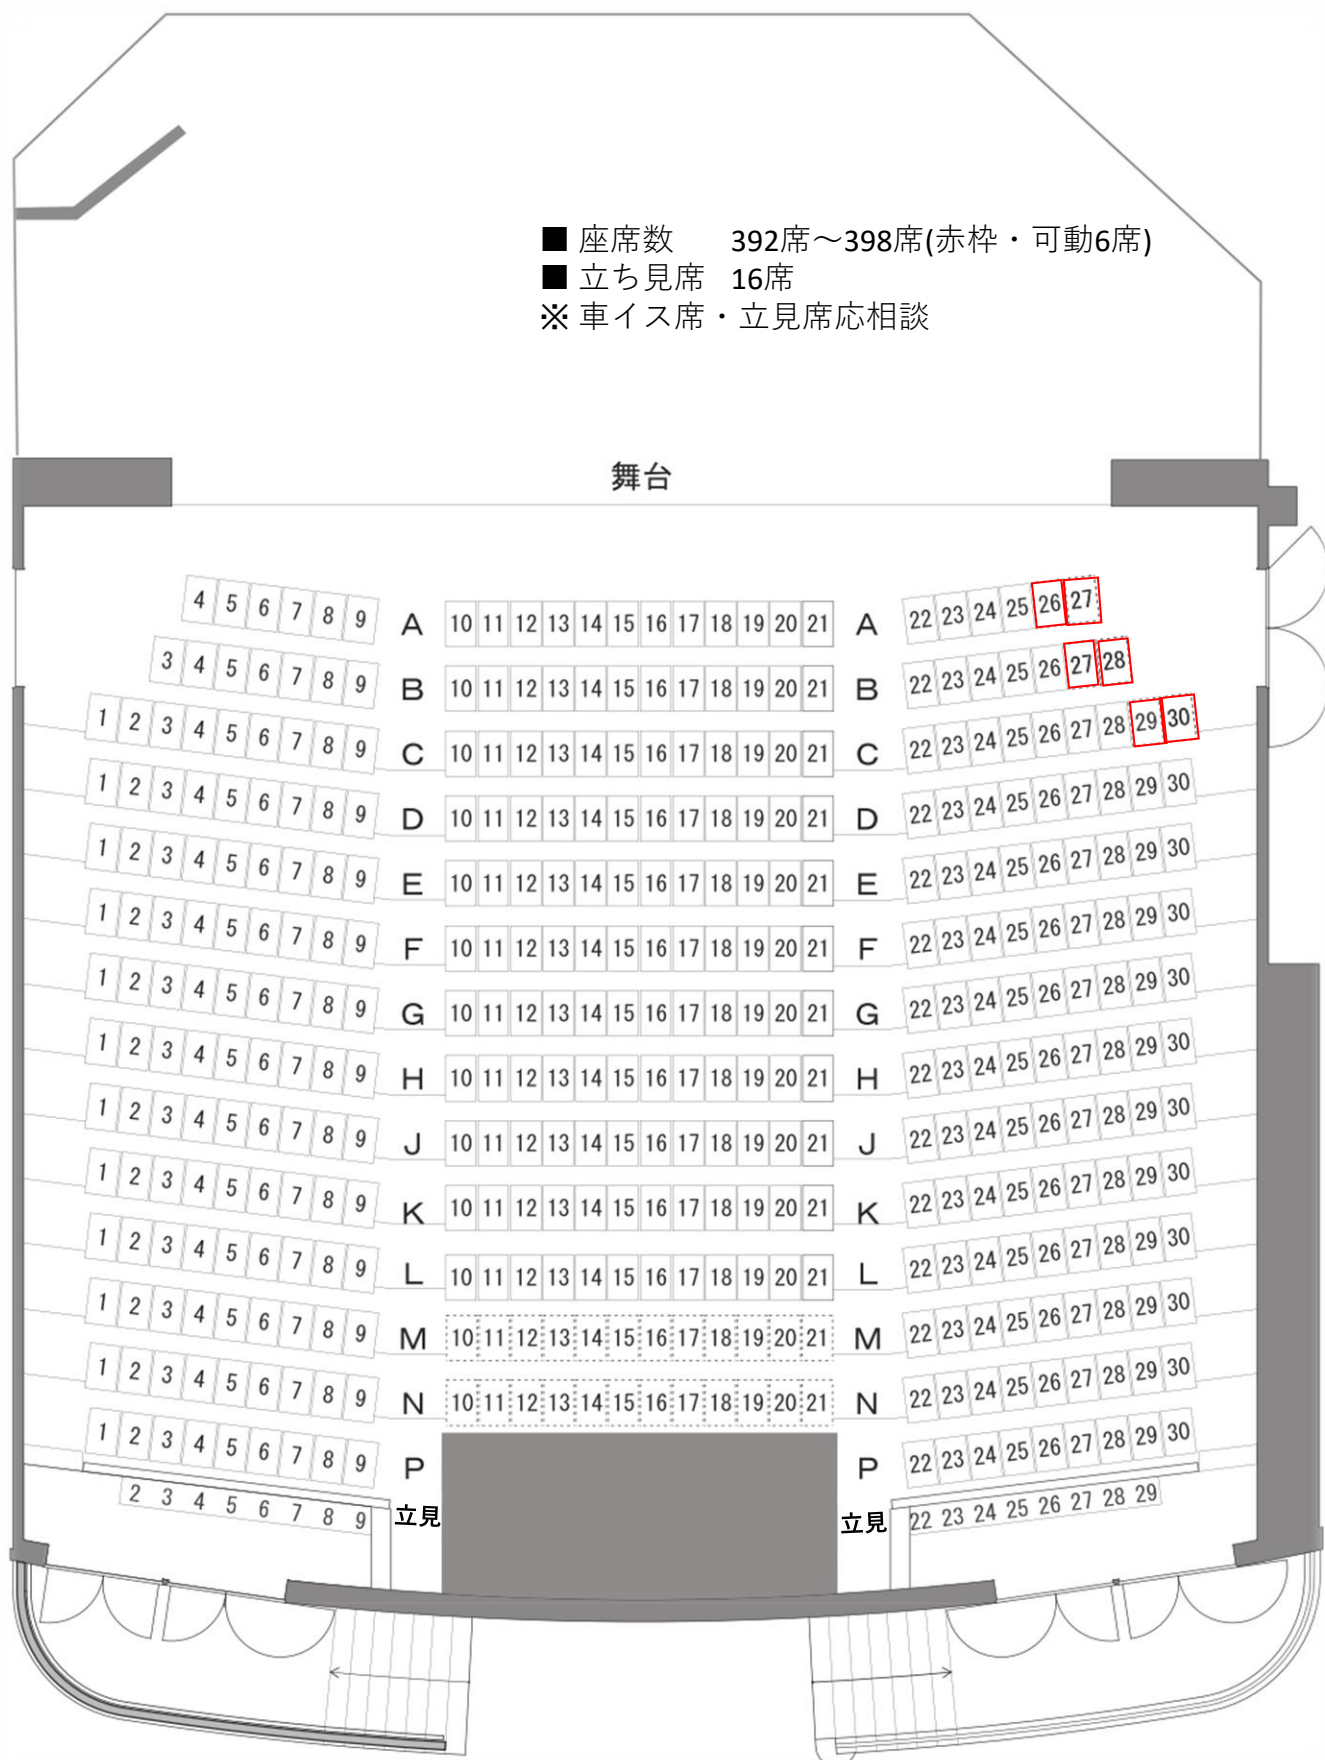 ■ 座席数 392席～398席(赤枠・可動6席)
■ 立ち見席 16席
※ 車イス席・立見席応相談
舞台
4 5 6 7 8 9 A 10 11 12 13 14 15 16 17 18 19 20 21 A 22 23 24 25 26 27
3 4 5 6 7 8 9 B 10 11 12 13 14 15 16 17 18 19 20 21 B 22 23 24 25 26 27 28
1 2 3 4 5 6 7 8 9 C 10 11 12 13 14 15 16 17 18 19 20 21 C 22 23 24 25 26 27 28 29 30
1 2 3 4 5 6 7 8 9 D 10 11 12 13 14 15 16 17 18 19 20 21 D 22 23 24 25 26 27 28 29 30
1 2 3 4 5 6 7 8 9 E 10 11 12 13 14 15 16 17 18 19 20 21 E 22 23 24 25 26 27 28 29 30
1 2 3 4 5 6 7 8 9 F 10 11 12 13 14 15 16 17 18 19 20 21 F 22 23 24 25 26 27 28 29 30
1 2 3 4 5 6 7 8 9 G 10 11 12 13 14 15 16 17 18 19 20 21 G 22 23 24 25 26 27 28 29 30
1 2 3 4 5 6 7 8 9 H 10 11 12 13 14 15 16 17 18 19 20 21 H 22 23 24 25 26 27 28 29 30
1 2 3 4 5 6 7 8 9 J 10 11 12 13 14 15 16 17 18 19 20 21 J 22 23 24 25 26 27 28 29 30
1 2 3 4 5 6 7 8 9 K 10 11 12 13 14 15 16 17 18 19 20 21 K 22 23 24 25 26 27 28 29 30
1 2 3 4 5 6 7 8 9 L 10 11 12 13 14 15 16 17 18 19 20 21 L 22 23 24 25 26 27 28 29 30
1 2 3 4 5 6 7 8 9 M 10 11 12 13 14 15 16 17 18 19 20 21 M 22 23 24 25 26 27 28 29 30
1 2 3 4 5 6 7 8 9 N 10 11 12 13 14 15 16 17 18 19 20 21 N 22 23 24 25 26 27 28 29 30
1 2 3 4 5 6 7 8 9 P P 22 23 24 25 26 27 28 29 30
2 3 4 5 6 7 8 9 立見 立見 22 23 24 25 26 27 28 29